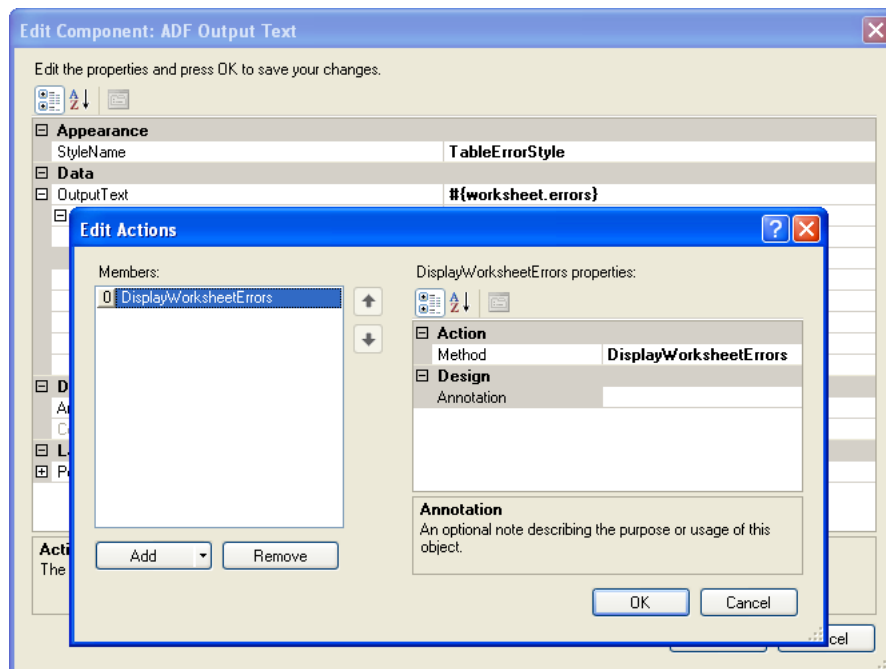 Edit Component: ADF Output Text
Edit the properties and press OK to save your changes.
Appearance
StyleName TableErrorStyle
Data
OutputText #{worksheet.errors}
Edit Actions
Members:
0 DisplayWorksheetErrors
Add
Remove
DisplayWorksheetErrors properties:
Action
Method DisplayWorksheetErrors
Design
Annotation
Annotation
An optional note describing the purpose or usage of this
object.
OK
Cancel
D
L
P
Acti
The
cel